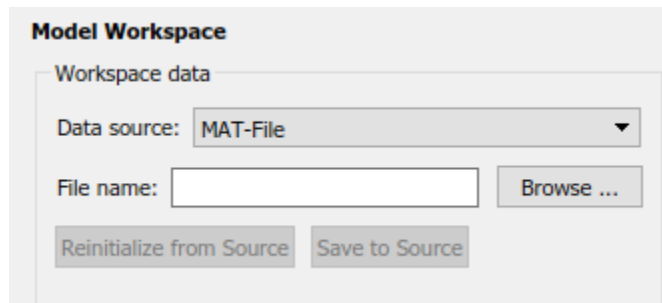 Model Workspace
Workspace data
Data source: MAT-File
File name: Browse ...
Reinitialize from Source Save to Source